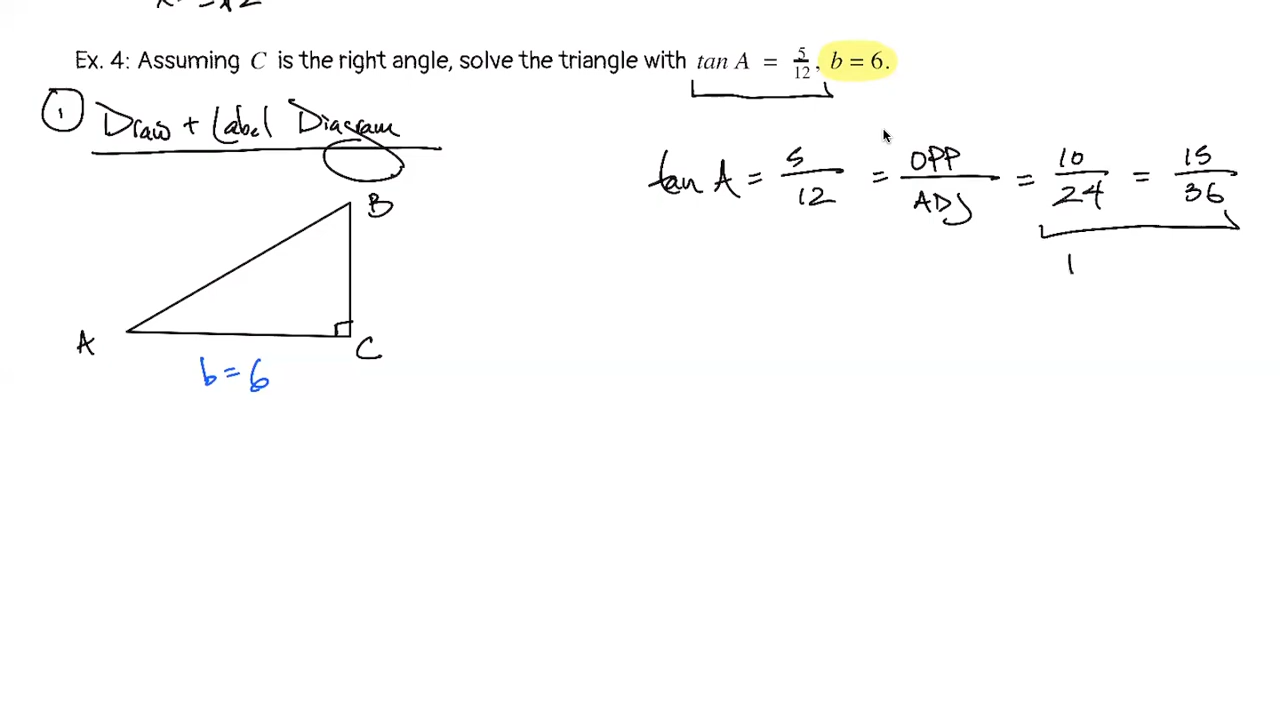 Ex. 4: Assuming C is the right angle, solve the triangle with tan A = 5/12, b = 6.
① Draw + Label Diagram
tan A = 5/12 = OPP/ADJ = 10/24 = 15/36
B
A
C
b = 6